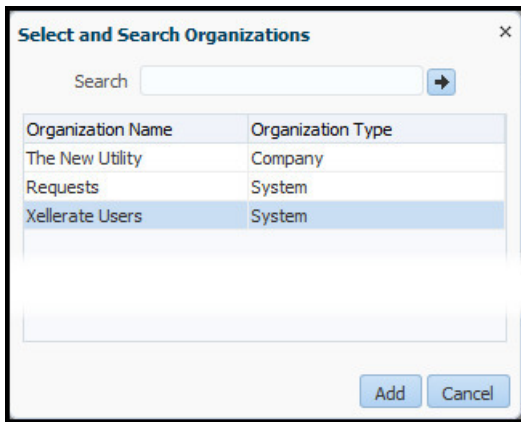 Select and Search Organizations
Search
Organization Name Organization Type
The New Utility Company
Requests System
Xellerate Users System
Add Cancel